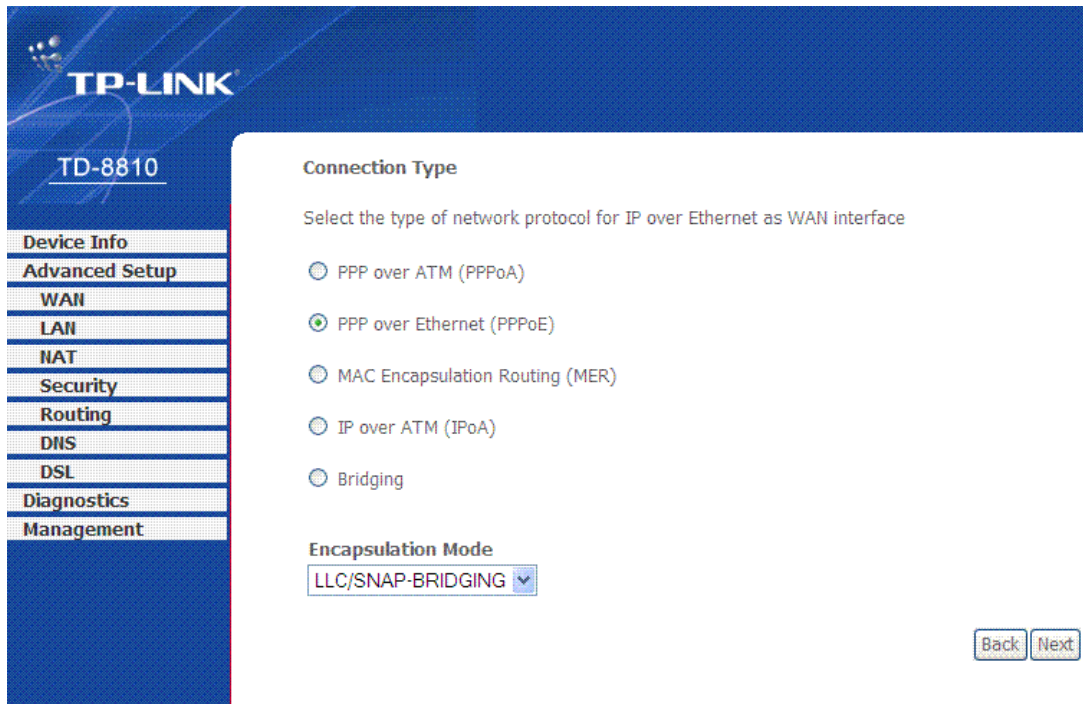 TP-LINK
TD-8810
Device Info
Advanced Setup
WAN
LAN
NAT
Security
Routing
DNS
DSL
Diagnostics
Management
Connection Type
Select the type of network protocol for IP over Ethernet as WAN interface
PPP over ATM (PPPoA)
PPP over Ethernet (PPPoE)
MAC Encapsulation Routing (MER)
IP over ATM (IPoA)
Bridging
Encapsulation Mode
LLC/SNAP-BRIDGING
Back Next